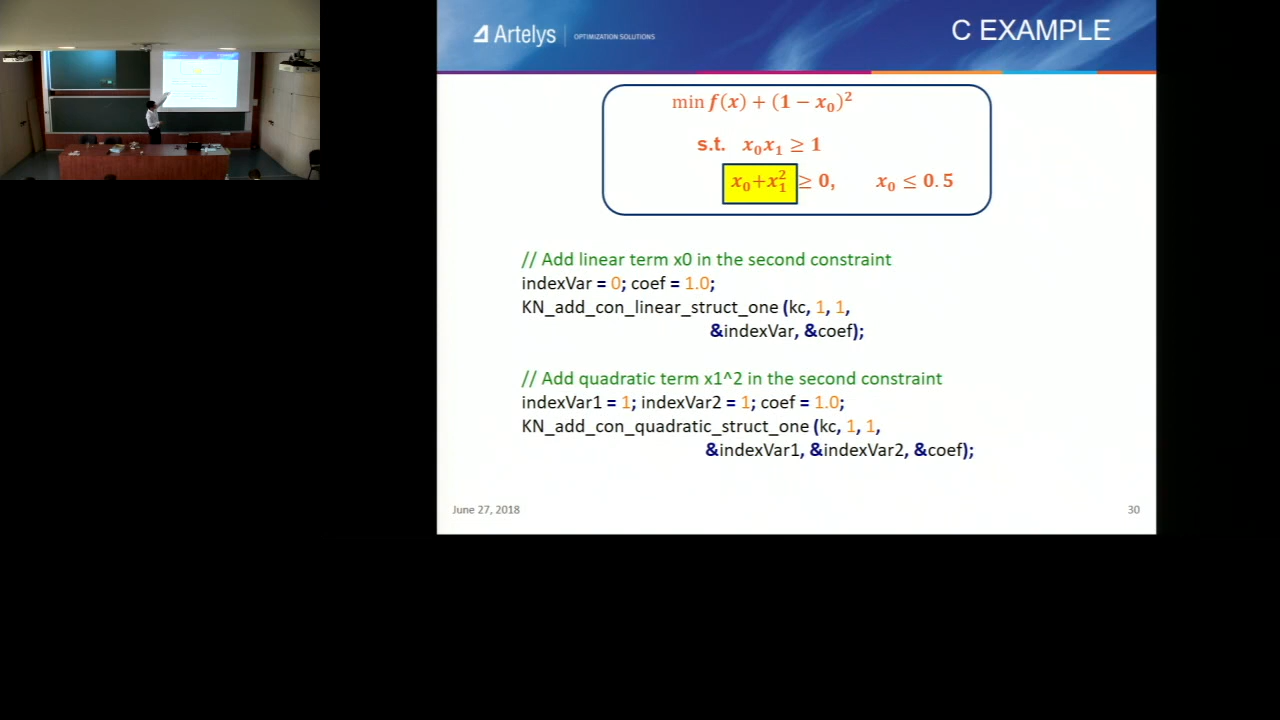 Artelys
OPTIMIZATION SOLUTIONS
C EXAMPLE
min f(x) + (1 − x₀)²
s.t. x₀x₁ ≥ 1
x₀+x₁² ≥ 0, x₀ ≤ 0.5
// Add linear term x0 in the second constraint
indexVar = 0; coef = 1.0;
KN_add_con_linear_struct_one (kc, 1, 1,
&indexVar, &coef);
// Add quadratic term x1^2 in the second constraint
indexVar1 = 1; indexVar2 = 1; coef = 1.0;
KN_add_con_quadratic_struct_one (kc, 1, 1,
&indexVar1, &indexVar2, &coef);
June 27, 2018
30